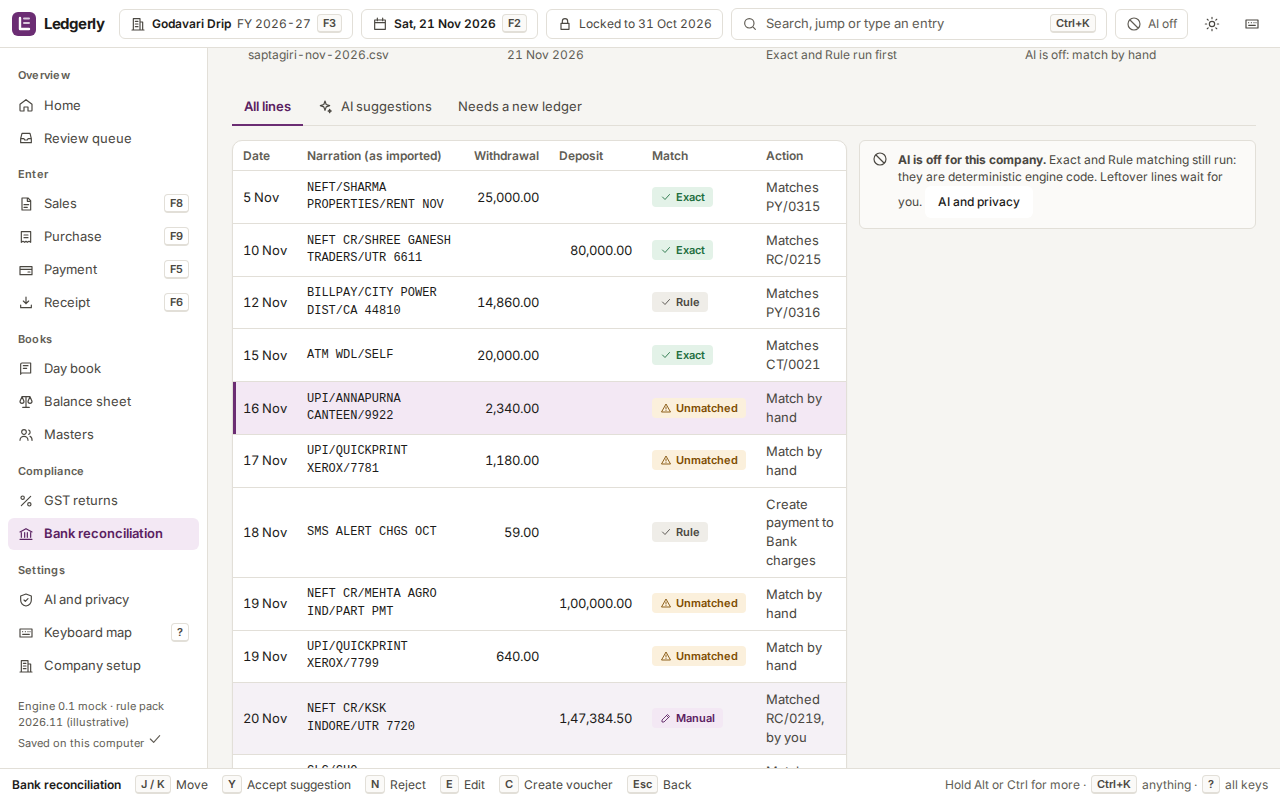 Ledgerly
Godavari Drip FY 2026-27 F3
Sat, 21 Nov 2026 F2
Locked to 31 Oct 2026
Search, jump or type an entry Ctrl+K
AI off
Overview
Home
Review queue
Enter
Sales F8
Purchase F9
Payment F5
Receipt F6
Books
Day book
Balance sheet
Masters
Compliance
GST returns
Bank reconciliation
Settings
AI and privacy
Keyboard map ?
Company setup
Engine 0.1 mock · rule pack
2026.11 (illustrative)
Saved on this computer
saptagiri-nov-2026.csv 21 Nov 2026 Exact and Rule run first AI is off: match by hand
All lines AI suggestions Needs a new ledger
Date Narration (as imported) Withdrawal Deposit Match Action
5 Nov NEFT/SHARMA PROPERTIES/RENT NOV 25,000.00 Exact Matches PY/0315
10 Nov NEFT CR/SHREE GANESH TRADERS/UTR 6611 80,000.00 Exact Matches RC/0215
12 Nov BILLPAY/CITY POWER DIST/CA 44810 14,860.00 Rule Matches PY/0316
15 Nov ATM WDL/SELF 20,000.00 Exact Matches CT/0021
16 Nov UPI/ANNAPURNA CANTEEN/9922 2,340.00 Unmatched Match by hand
17 Nov UPI/QUICKPRINT XEROX/7781 1,180.00 Unmatched Match by hand
18 Nov SMS ALERT CHGS OCT 59.00 Rule Create payment to Bank charges
19 Nov NEFT CR/MEHTA AGRO IND/PART PMT 1,00,000.00 Unmatched Match by hand
19 Nov UPI/QUICKPRINT XEROX/7799 640.00 Unmatched Match by hand
20 Nov NEFT CR/KSK INDORE/UTR 7720 1,47,384.50 Manual Matched RC/0219, by you
AI is off for this company. Exact and Rule matching still run:
they are deterministic engine code. Leftover lines wait for
you. AI and privacy
Bank reconciliation J / K Move Y Accept suggestion N Reject E Edit C Create voucher Esc Back
Hold Alt or Ctrl for more · Ctrl+K anything · ? all keys